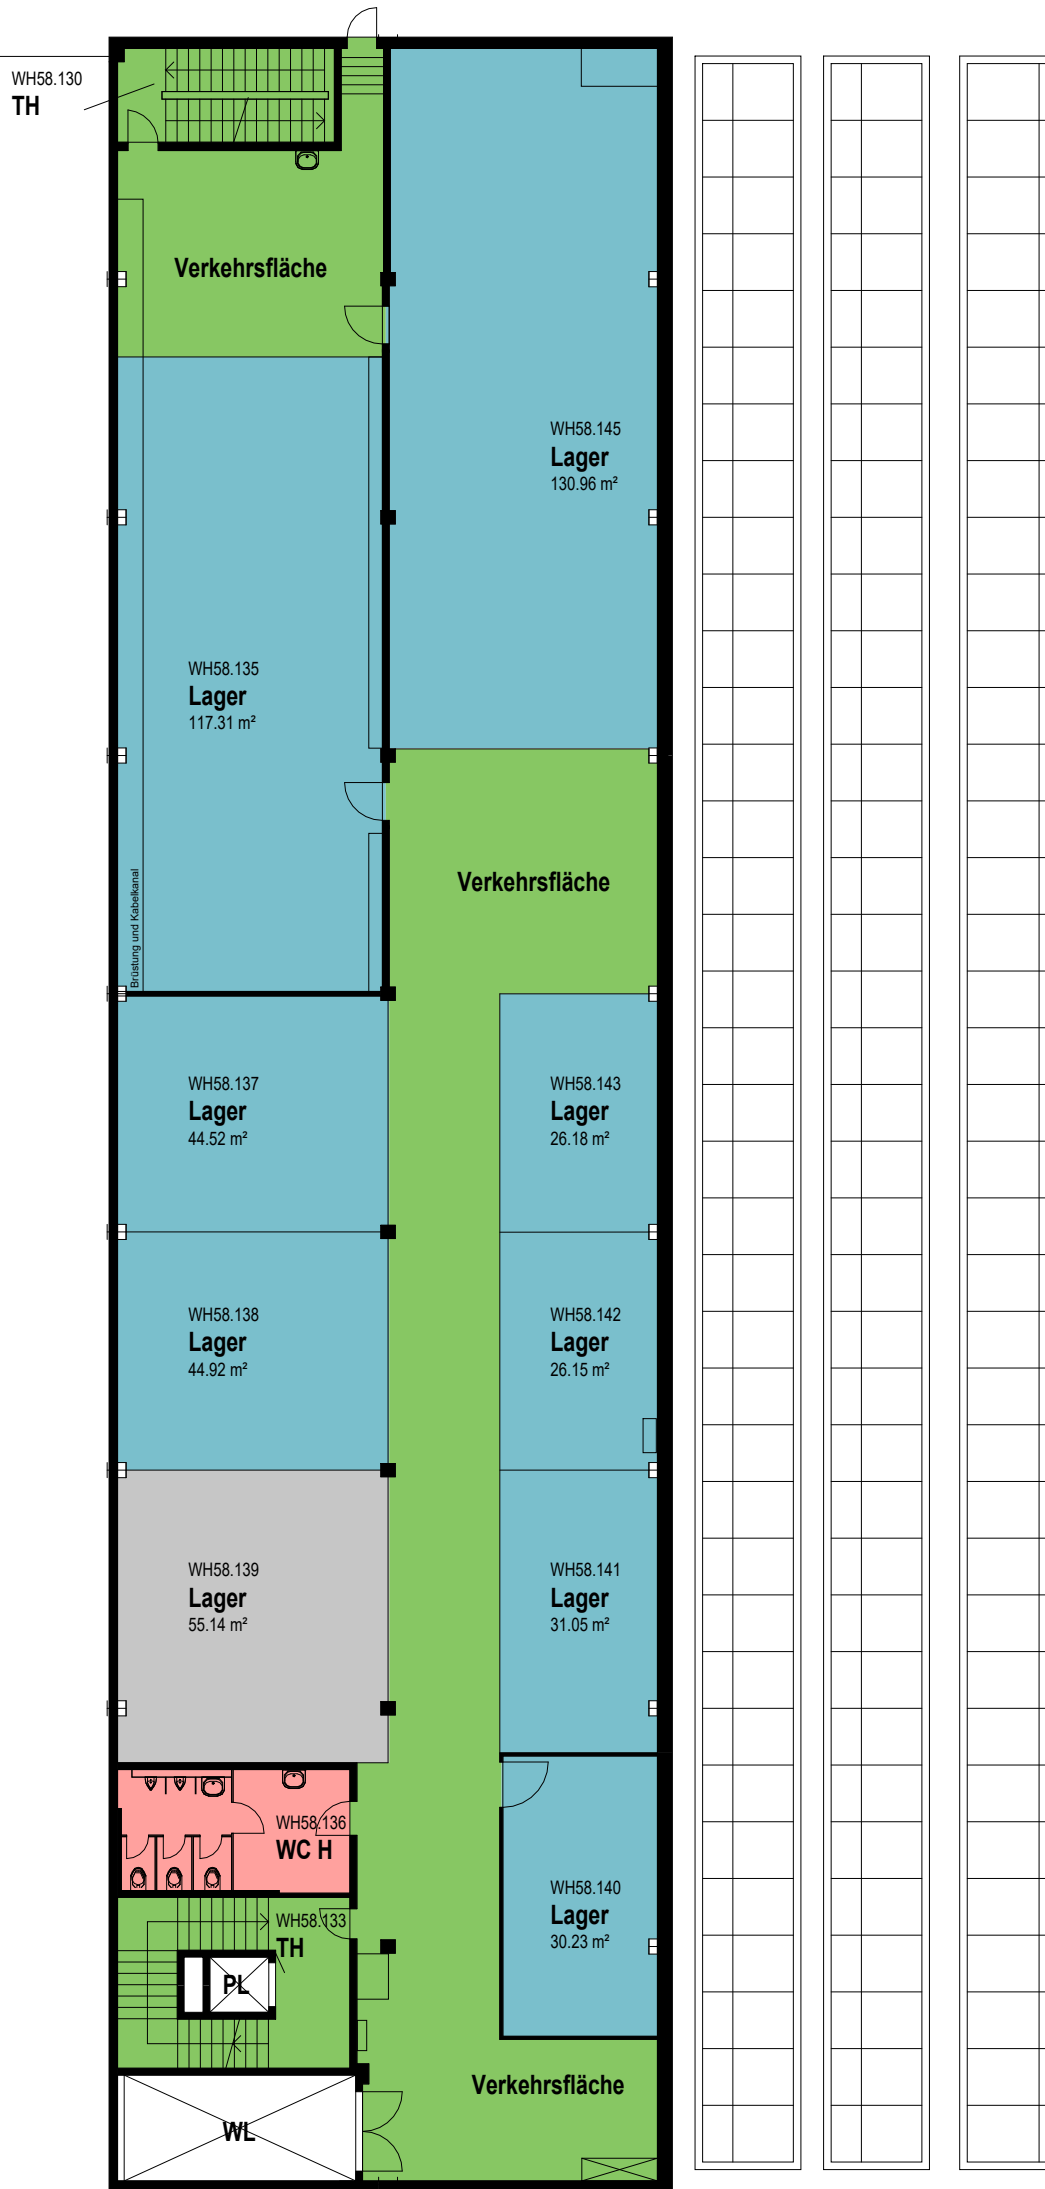 WH58.130
TH
Verkehrsfläche
WH58.145
Lager
130.96 m²
WH58.135
Lager
117.31 m²
Brüstung und Kabelkanal
Verkehrsfläche
WH58.137
Lager
44.52 m²
WH58.143
Lager
26.18 m²
WH58.138
Lager
44.92 m²
WH58.142
Lager
26.15 m²
WH58.139
Lager
55.14 m²
WH58.141
Lager
31.05 m²
WH58.136
WC H
WH58.140
Lager
30.23 m²
WH58.133
TH
PL
Verkehrsfläche
WL